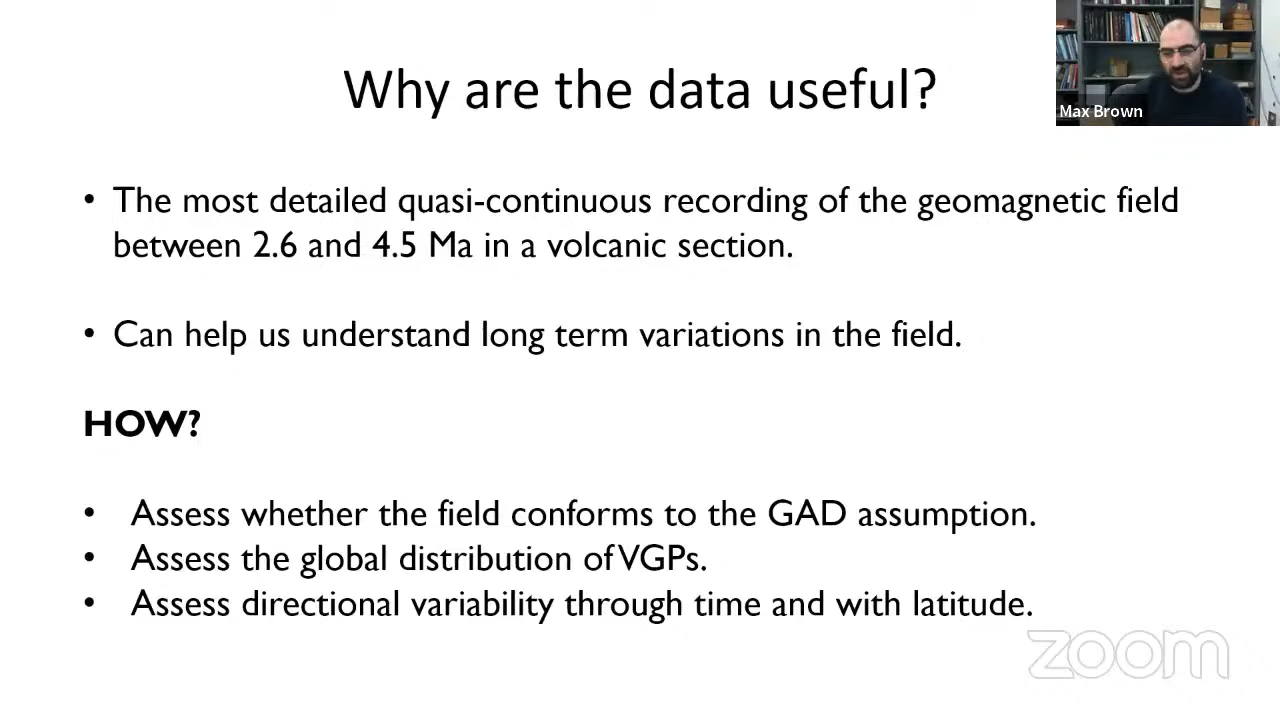 Why are the data useful?
Max Brown
• The most detailed quasi-continuous recording of the geomagnetic field
between 2.6 and 4.5 Ma in a volcanic section.
• Can help us understand long term variations in the field.
HOW?
• Assess whether the field conforms to the GAD assumption.
• Assess the global distribution of VGPs.
• Assess directional variability through time and with latitude.
zoom